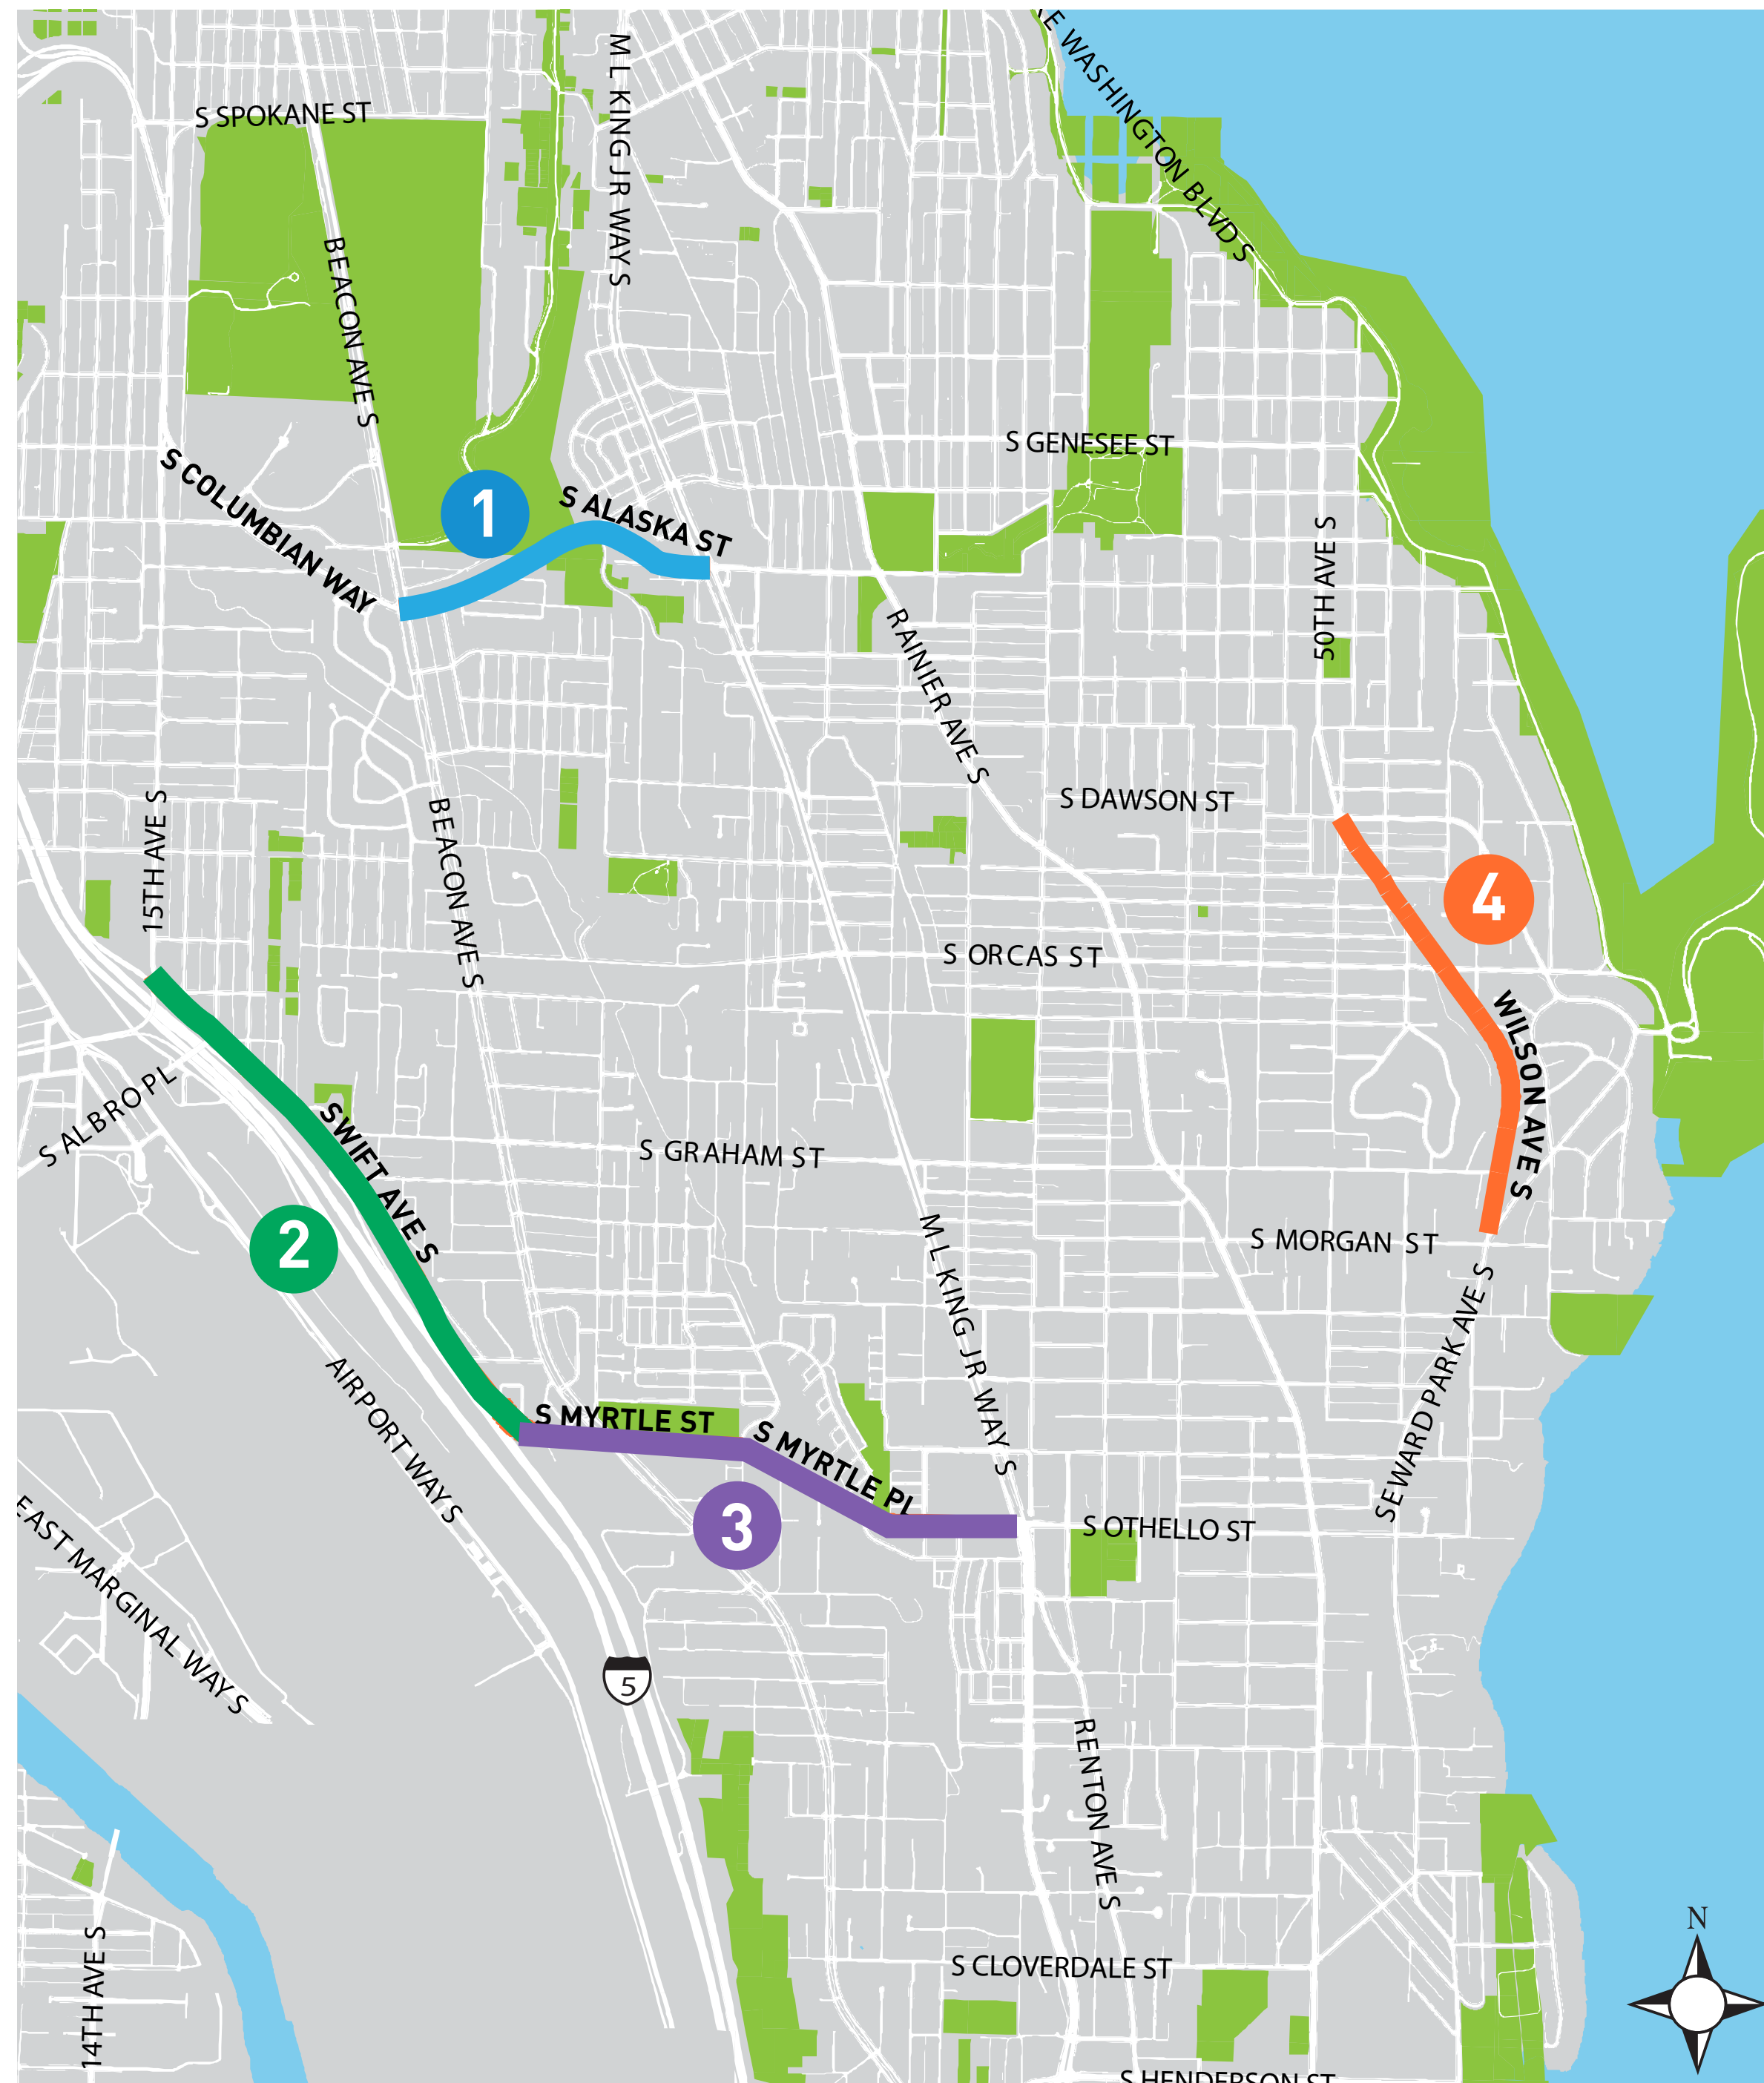 KE WASHINGTON BLVD S
M L KING JR WAY S
S SPOKANE ST
BEACON AVE S
S GENESEE ST
S COLUMBIAN WAY
1
S ALASKA ST
50TH AVE S
RAINIER AVE S
S DAWSON ST
15TH AVE S
BEACON AVE S
4
S ORCAS ST
WILSON AVE S
S ALBRO PL
SWIFT AVE S
S GRAHAM ST
2
M L KING JR WAY S
S MORGAN ST
SEWARD PARK AVE S
AIRPORT WAY S
S MYRTLE ST
S MYRTLE PL
3
S OTHELLO ST
EAST MARGINAL WAY S
5
RENTON AVE S
N
14TH AVE S
S CLOVERDALE ST
S HENDERSON ST